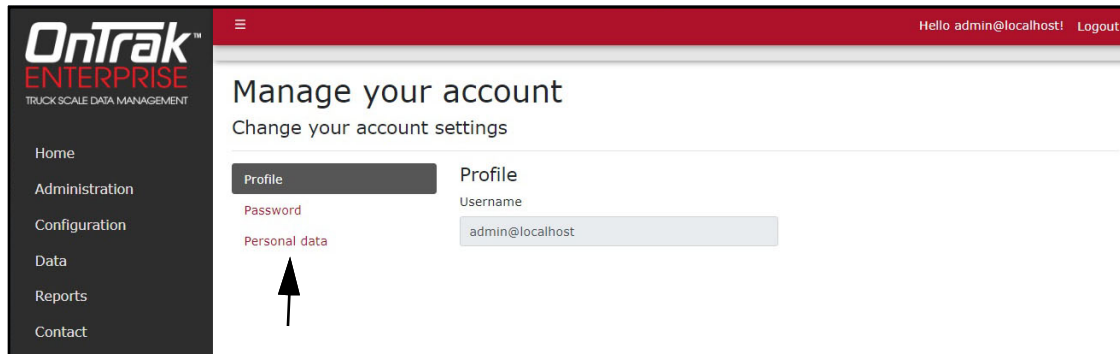 OnTrak™
ENTERPRISE
TRUCK SCALE DATA MANAGEMENT
Home
Administration
Configuration
Data
Reports
Contact
☰
Hello admin@localhost! Logout
Manage your account
Change your account settings
Profile
Password
Personal data
Profile
Username
admin@localhost